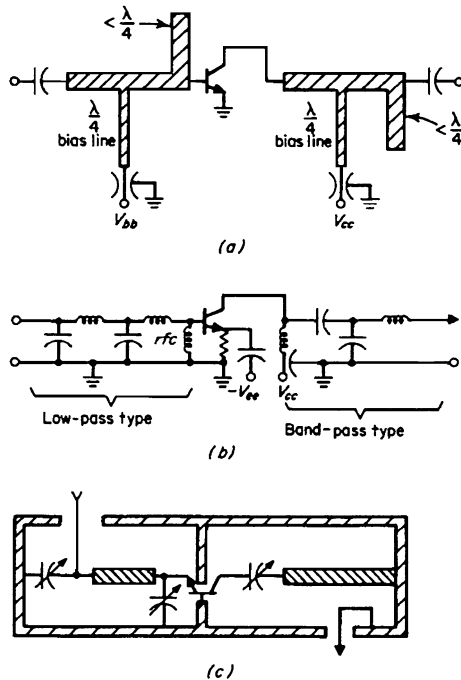 < λ/4
λ/4
bias line
λ/4
bias line
< λ/4
V_bb
V_cc
(a)
rfc
-V_ee
V_cc
Low-pass type
Band-pass type
(b)
(c)